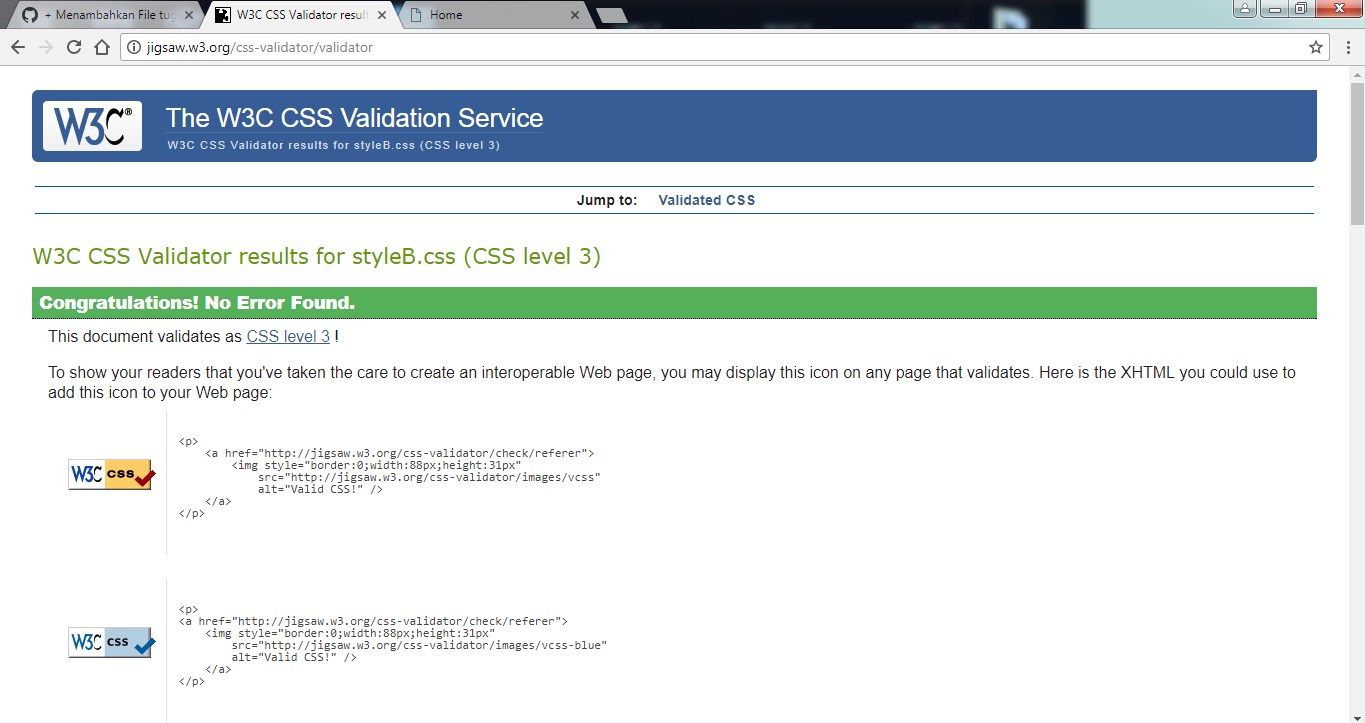 + Menambahkan File tug
W3C CSS Validator result
Home
jigsaw.w3.org/css-validator/validator
W3C®
The W3C CSS Validation Service
W3C CSS Validator results for styleB.css (CSS level 3)
Jump to: Validated CSS
W3C CSS Validator results for styleB.css (CSS level 3)
Congratulations! No Error Found.
This document validates as CSS level 3 !
To show your readers that you've taken the care to create an interoperable Web page, you may display this icon on any page that validates. Here is the XHTML you could use to
add this icon to your Web page:
W3C css
<p>
<a href="http://jigsaw.w3.org/css-validator/check/referer">
<img style="border:0;width:88px;height:31px"
src="http://jigsaw.w3.org/css-validator/images/vcss"
alt="Valid CSS!" />
</a>
</p>
W3C css
<p>
<a href="http://jigsaw.w3.org/css-validator/check/referer">
<img style="border:0;width:88px;height:31px"
src="http://jigsaw.w3.org/css-validator/images/vcss-blue"
alt="Valid CSS!" />
</a>
</p>